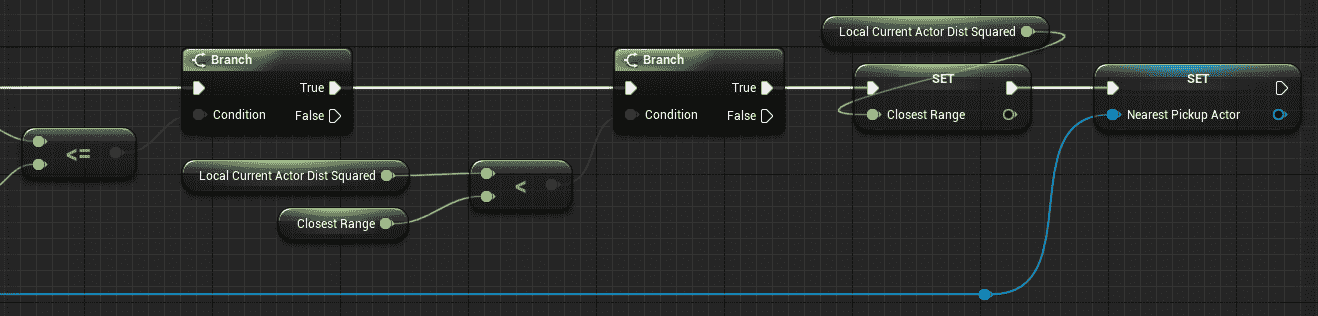 Local Current Actor Dist Squared
Branch
Branch
SET
SET
True
True
Condition
False
Condition
False
Closest Range
Nearest Pickup Actor
<=
Local Current Actor Dist Squared
<
Closest Range